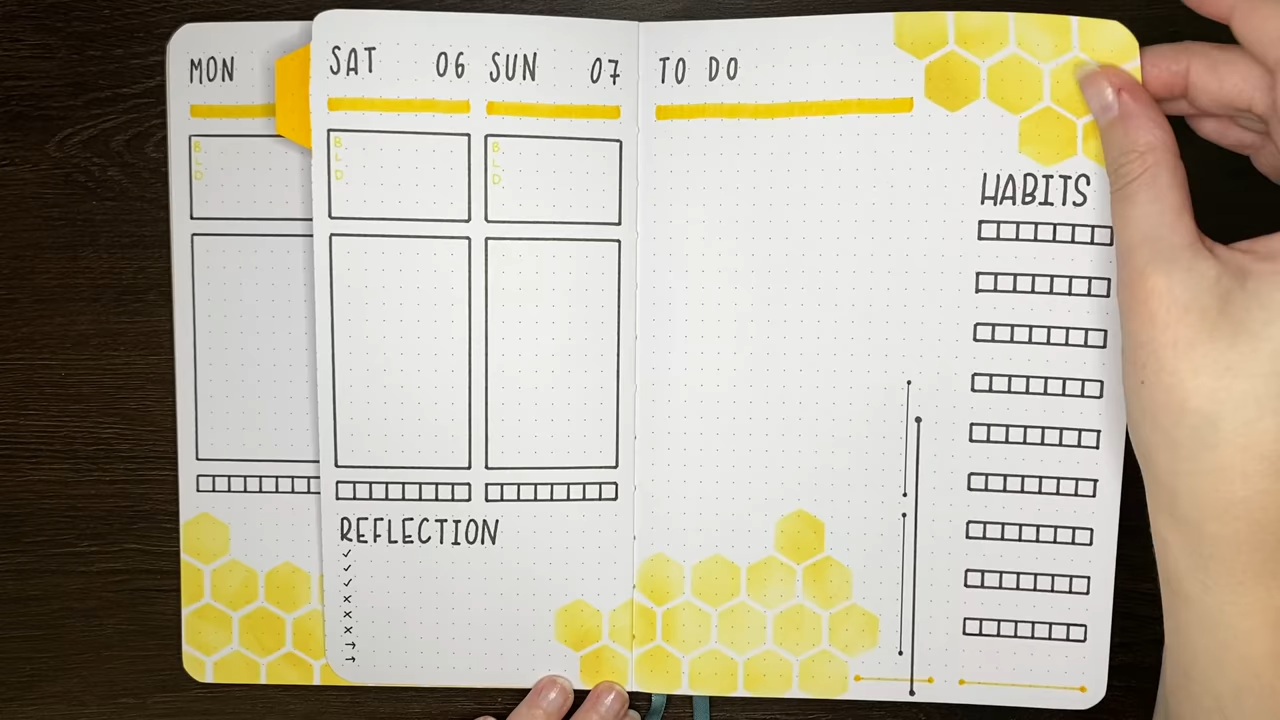 MON
B.
L
D
SAT 06
B.
L
D.
SUN 07
B.
L
D.
REFLECTION
✓
✓
✓
×
×
×
→
→
TO DO
HABITS